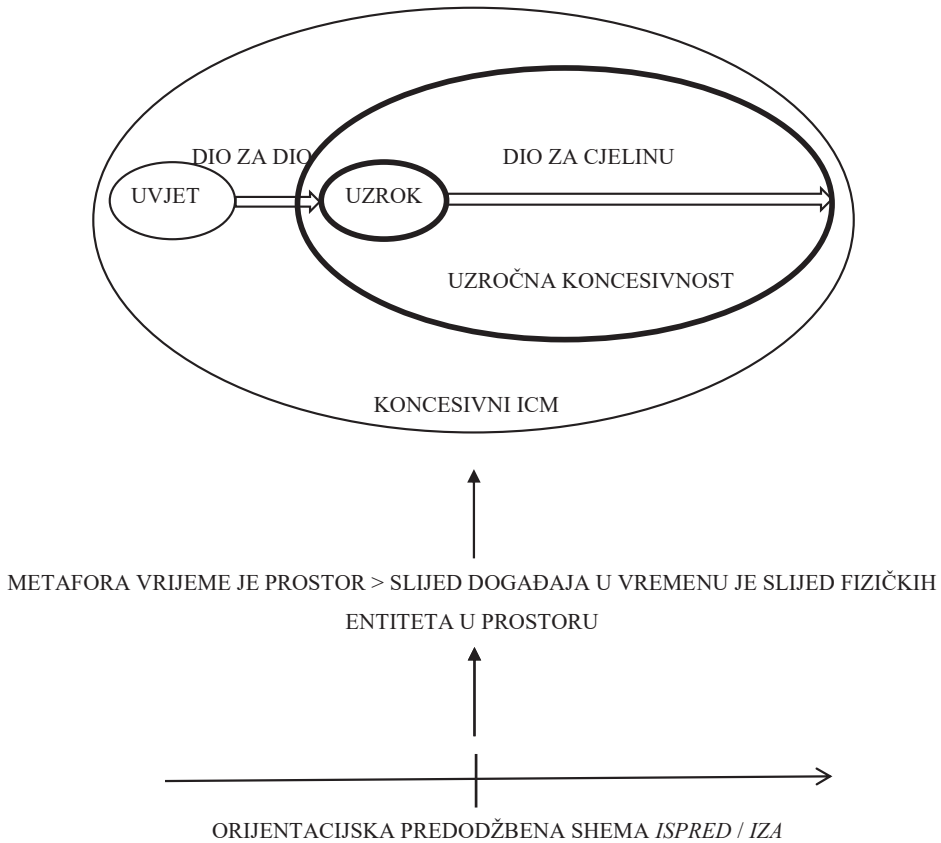 DIO ZA DIO
DIO ZA CJELINU
UVJET
UZROK
UZROČNA KONCESIVNOST
KONCESIVNI ICM
METAFORA VRIJEME JE PROSTOR > SLIJED DOGAĐAJA U VREMENU JE SLIJED FIZIČKIH
ENTITETA U PROSTORU
ORIJENTACIJSKA PREDODŽBENA SHEMA ISPRED / IZA